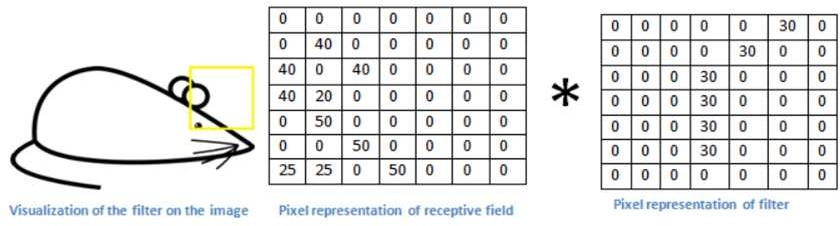 0 0 0 0 0 0 0
0 40 0 0 0 0 0
40 0 40 0 0 0 0
40 20 0 0 0 0 0
0 50 0 0 0 0 0
0 0 50 0 0 0 0
25 25 0 50 0 0 0
*
0 0 0 0 0 30 0
0 0 0 0 30 0 0
0 0 0 30 0 0 0
0 0 0 30 0 0 0
0 0 0 30 0 0 0
0 0 0 30 0 0 0
0 0 0 0 0 0 0
Visualization of the filter on the image
Pixel representation of receptive field
Pixel representation of filter